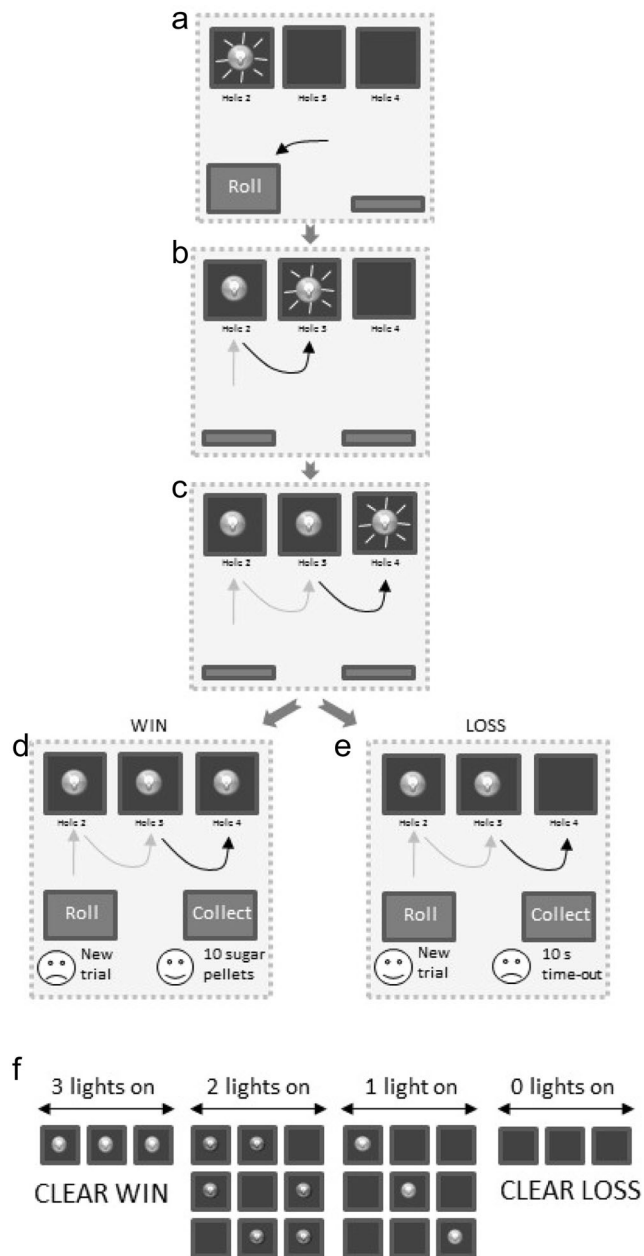 a
Hole 2 Hole 3 Hole 4
Roll
b
Hole 2 Hole 3 Hole 4
c
Hole 2 Hole 3 Hole 4
WIN LOSS
d
Hole 2 Hole 3 Hole 4
Roll Collect
New
trial
10 sugar
pellets
e
Hole 2 Hole 3 Hole 4
Roll Collect
New
trial
10 s
time-out
f
3 lights on 2 lights on 1 light on 0 lights on
CLEAR WIN CLEAR LOSS